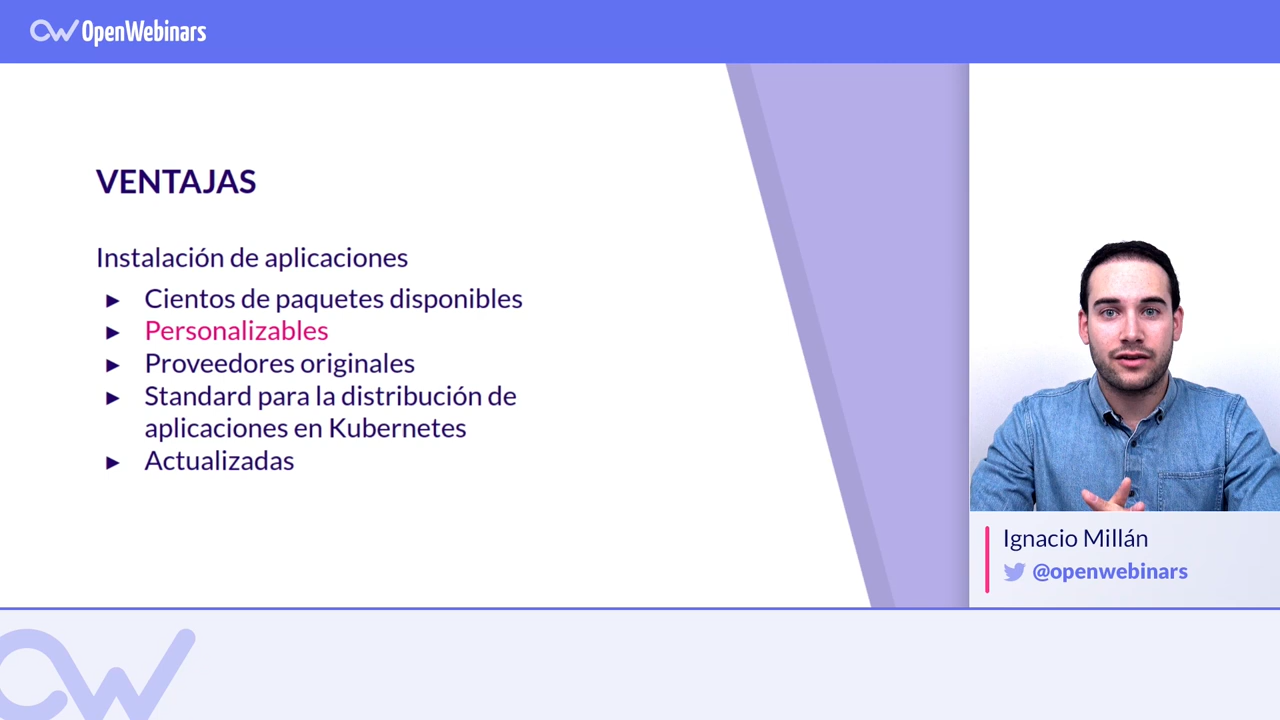 OpenWebinars
VENTAJAS
Instalación de aplicaciones
► Cientos de paquetes disponibles
► Personalizables
► Proveedores originales
► Standard para la distribución de
aplicaciones en Kubernetes
► Actualizadas
Ignacio Millán
@openwebinars